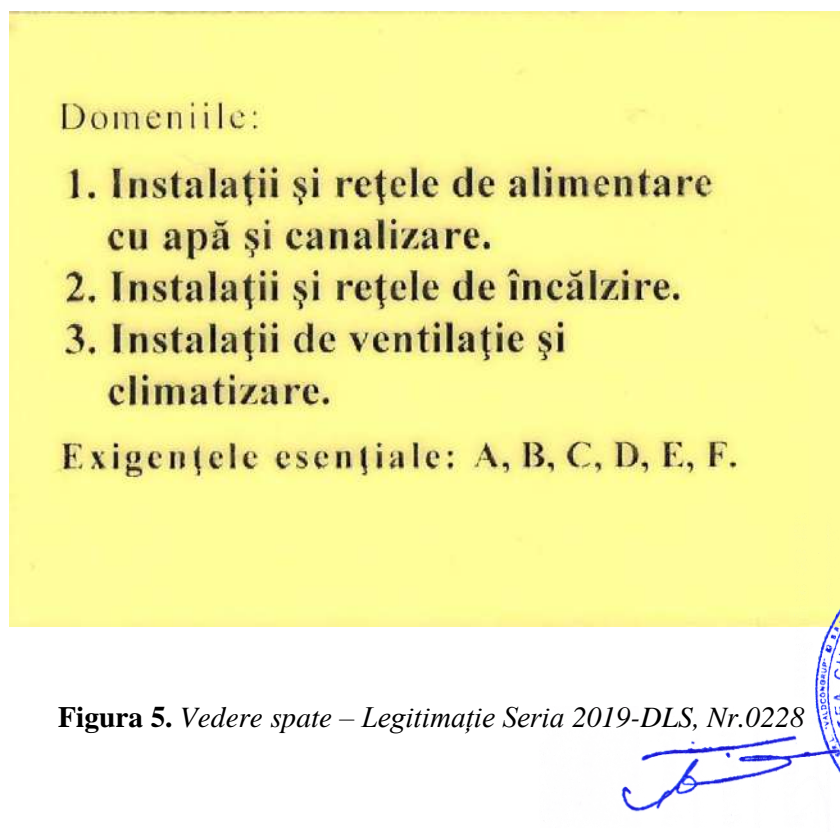 Domeniile:
1. Instalaţii şi reţele de alimentare
cu apă şi canalizare.
2. Instalaţii şi reţele de încălzire.
3. Instalaţii de ventilaţie şi
climatizare.
Exigenţele esenţiale: A, B, C, D, E, F.
Figura 5. Vedere spate – Legitimație Seria 2019-DLS, Nr.0228